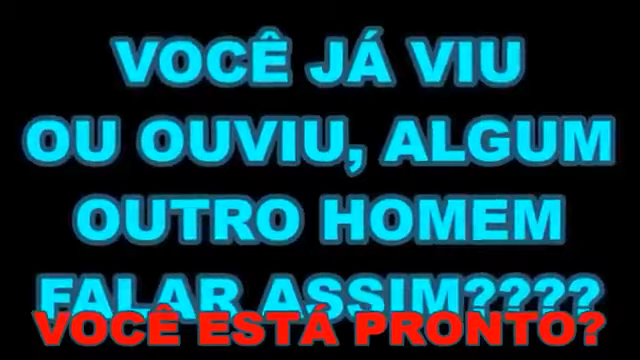 VOCÊ JÁ VIU
OU OUVIU, ALGUM
OUTRO HOMEM
FALAR ASSIM????
VOCÊ ESTÁ PRONTO?